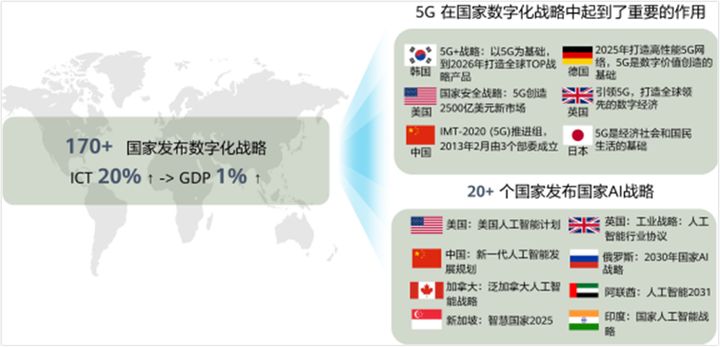 5G 在国家数字化战略中起到了重要的作用
170+ 国家发布数字化战略
ICT 20% ↑ -> GDP 1% ↑
韩国
5G+战略：以5G为基础，
到2026年打造全球TOP战
略产品
德国
2025年打造高性能5G网
络，5G是数字价值创造的
基础
美国
国家安全战略：5G创造
2500亿美元新市场
英国
引领5G，打造全球领
先的数字经济
中国
IMT-2020 (5G)推进组，
2013年2月由3个部委成立
日本
5G是经济社会和国民
生活的基础
20+ 个国家发布国家AI战略
美国：美国人工智能计划
英国：工业战略：人工
智能行业协议
中国：新一代人工智能发
展规划
俄罗斯：2030年国家AI
战略
加拿大：泛加拿大人工智
能战略
阿联酋：人工智能2031
新加坡：智慧国家2025
印度：国家人工智能战
略